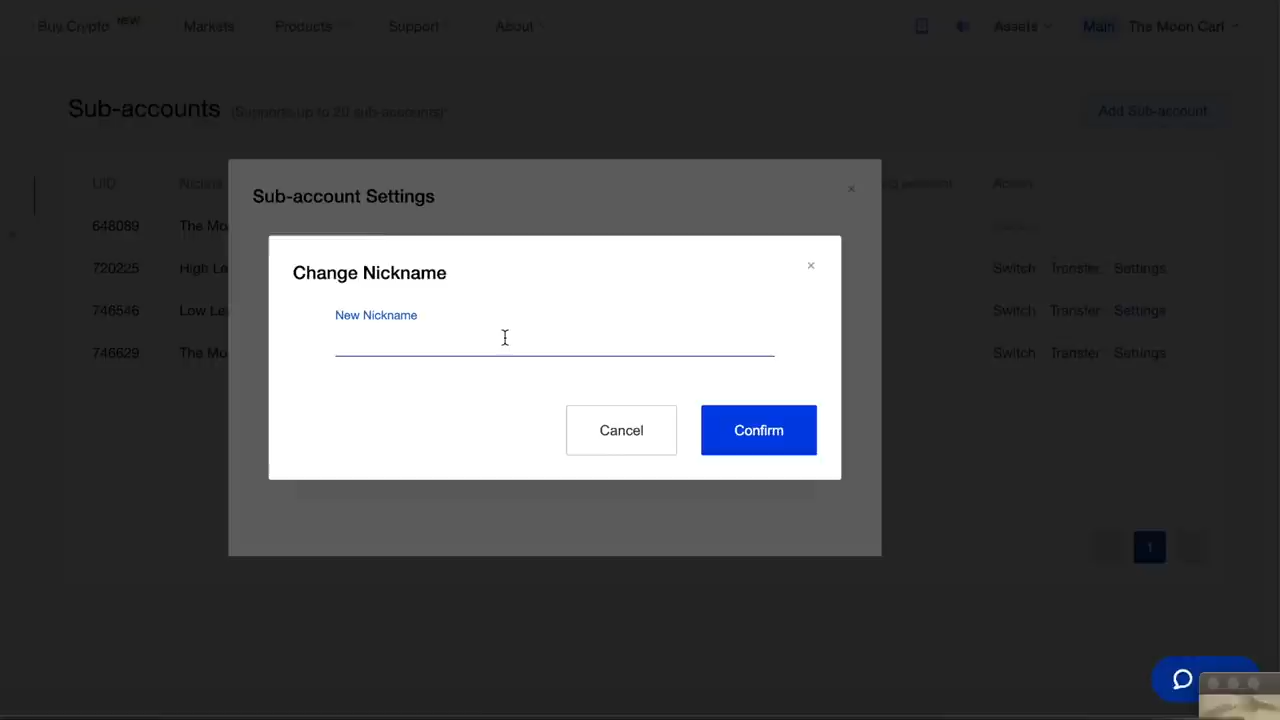 Buy Crypto NEW Markets Products Support About Assets Main The Moon Carl
Sub-accounts (Supports up to 20 sub-accounts)
Add Sub-account
Sub-account Settings ×
UID
648089 The Mo
720225 High Le Switch Transfer Settings
746546 Low Le Switch Transfer Settings
746629 The Mo Switch Transfer Settings
Change Nickname ×
New Nickname
Cancel Confirm
1